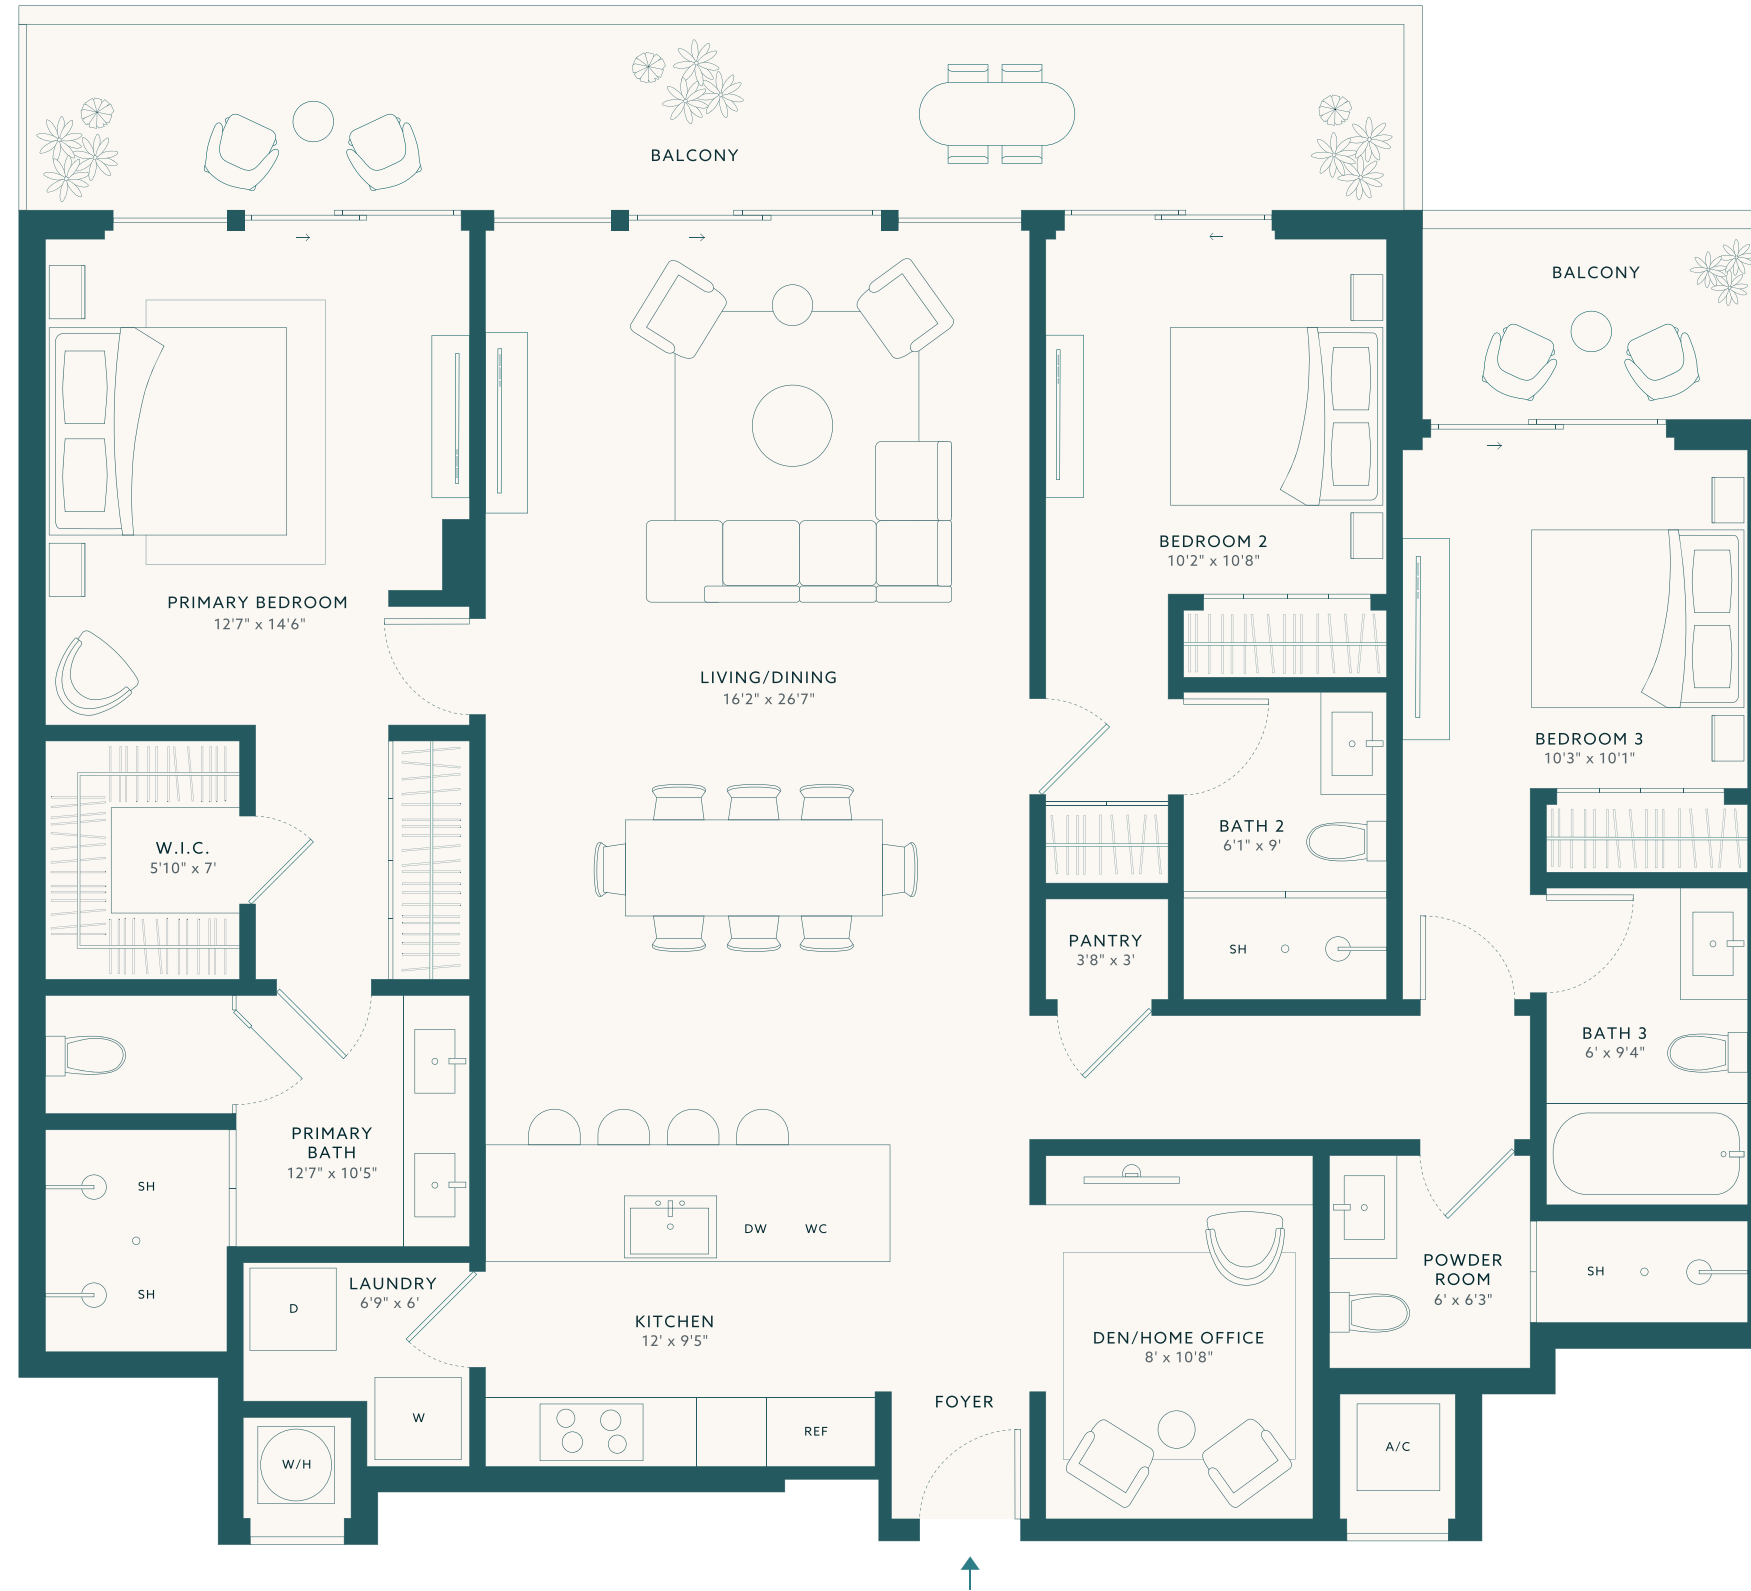 BALCONY
BALCONY
BEDROOM 2
10'2" x 10'8"
PRIMARY BEDROOM
12'7" x 14'6"
LIVING/DINING
16'2" x 26'7"
BEDROOM 3
10'3" x 10'1"
W.I.C.
5'10" x 7'
BATH 2
6'1" x 9'
PANTRY
3'8" x 3'
SH
BATH 3
6' x 9'4"
PRIMARY
BATH
12'7" x 10'5"
SH
SH
DW
WC
LAUNDRY
6'9" x 6'
D
W
W/H
KITCHEN
12' x 9'5"
REF
FOYER
DEN/HOME OFFICE
8' x 10'8"
POWDER
ROOM
6' x 6'3"
SH
A/C